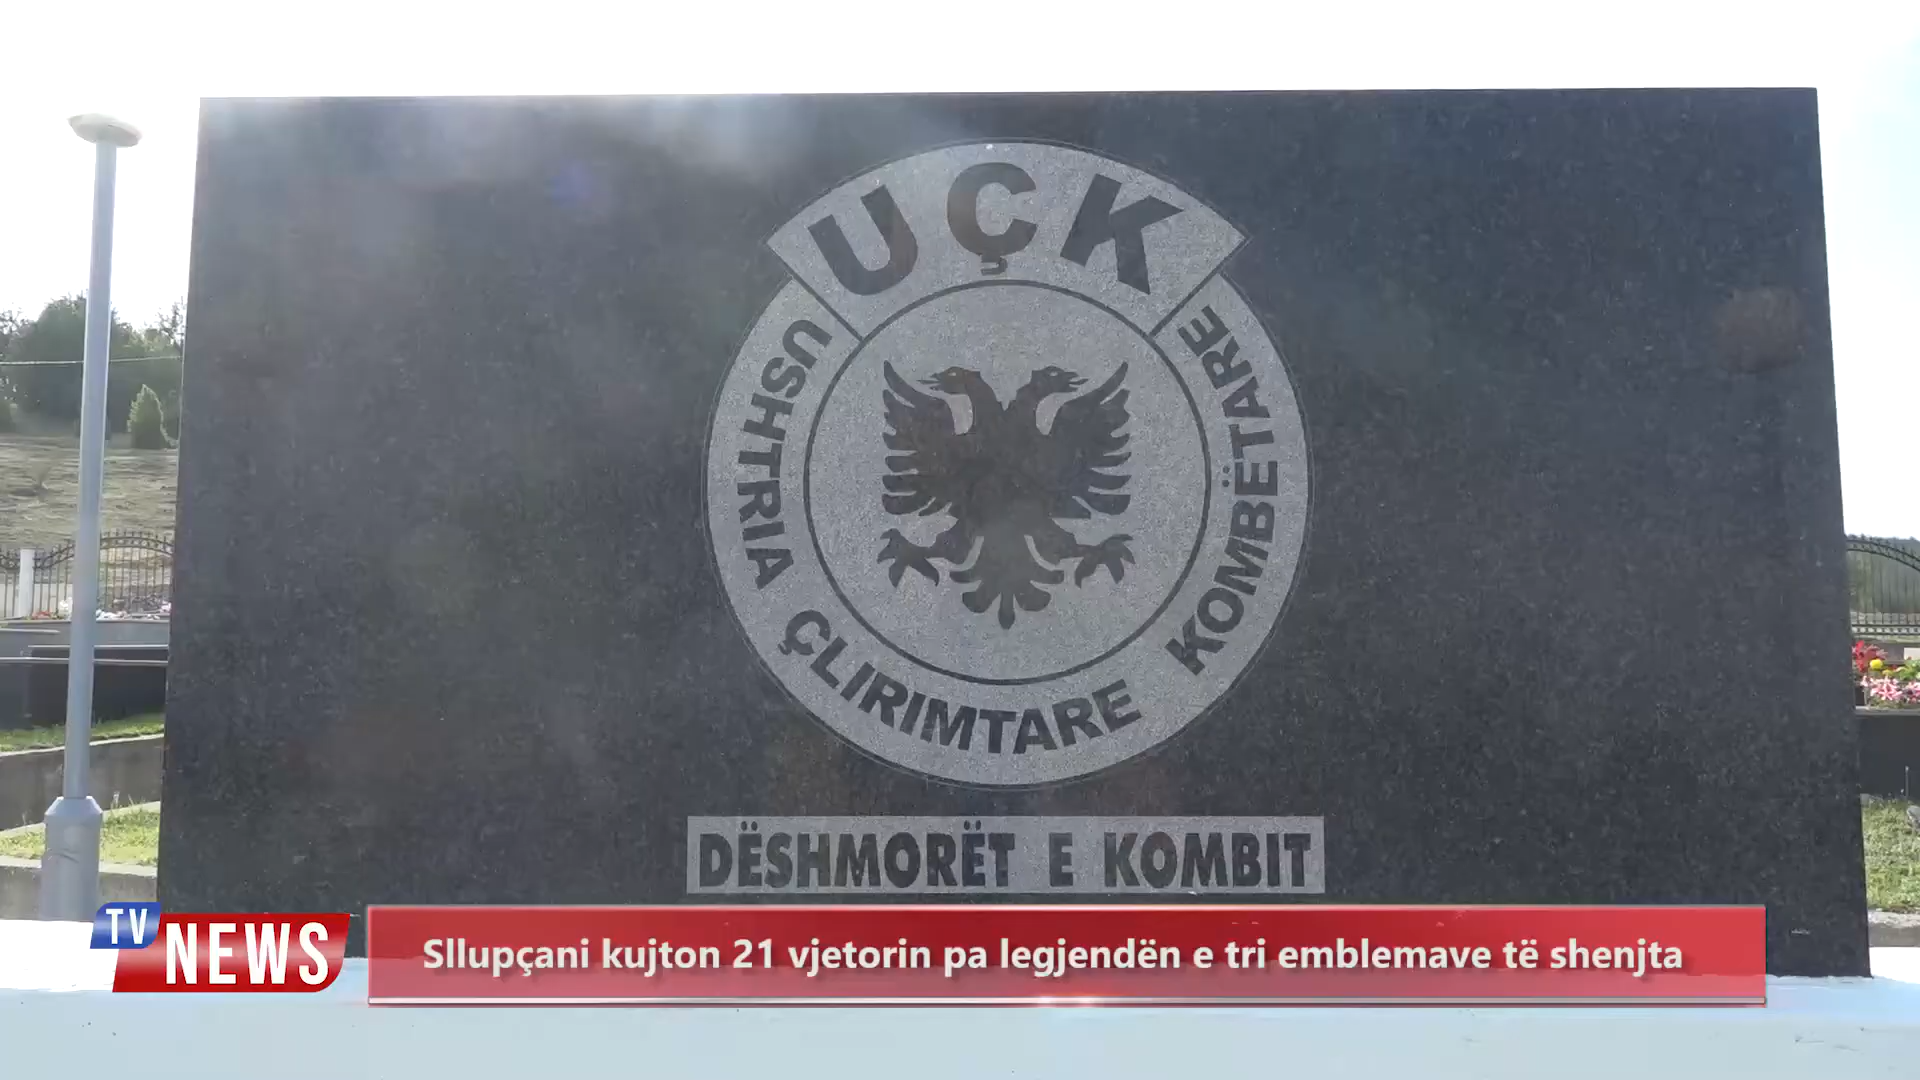 UÇK
USHTRIA ÇLIRIMTARE KOMBËTARE
DËSHMORËT E KOMBIT
TV
NEWS
Sllupçani kujton 21 vjetorin pa legjendën e tri emblemave të shenjta